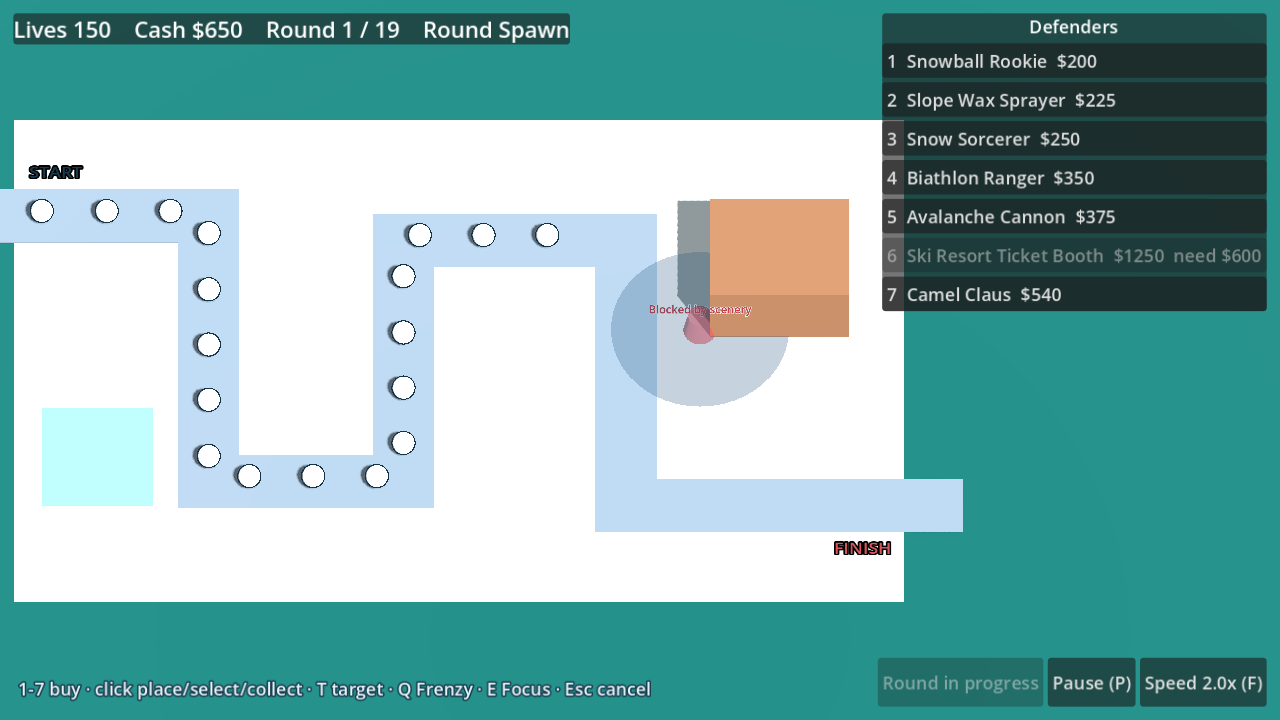 Lives 150 Cash $650 Round 1 / 19 Round Spawn
Defenders
1 Snowball Rookie $200
2 Slope Wax Sprayer $225
3 Snow Sorcerer $250
4 Biathlon Ranger $350
5 Avalanche Cannon $375
6 Ski Resort Ticket Booth $1250 need $600
7 Camel Claus $540
START
Blocked by scenery
FINISH
1-7 buy · click place/select/collect · T target · Q Frenzy · E Focus · Esc cancel
Round in progress
Pause (P)
Speed 2.0x (F)